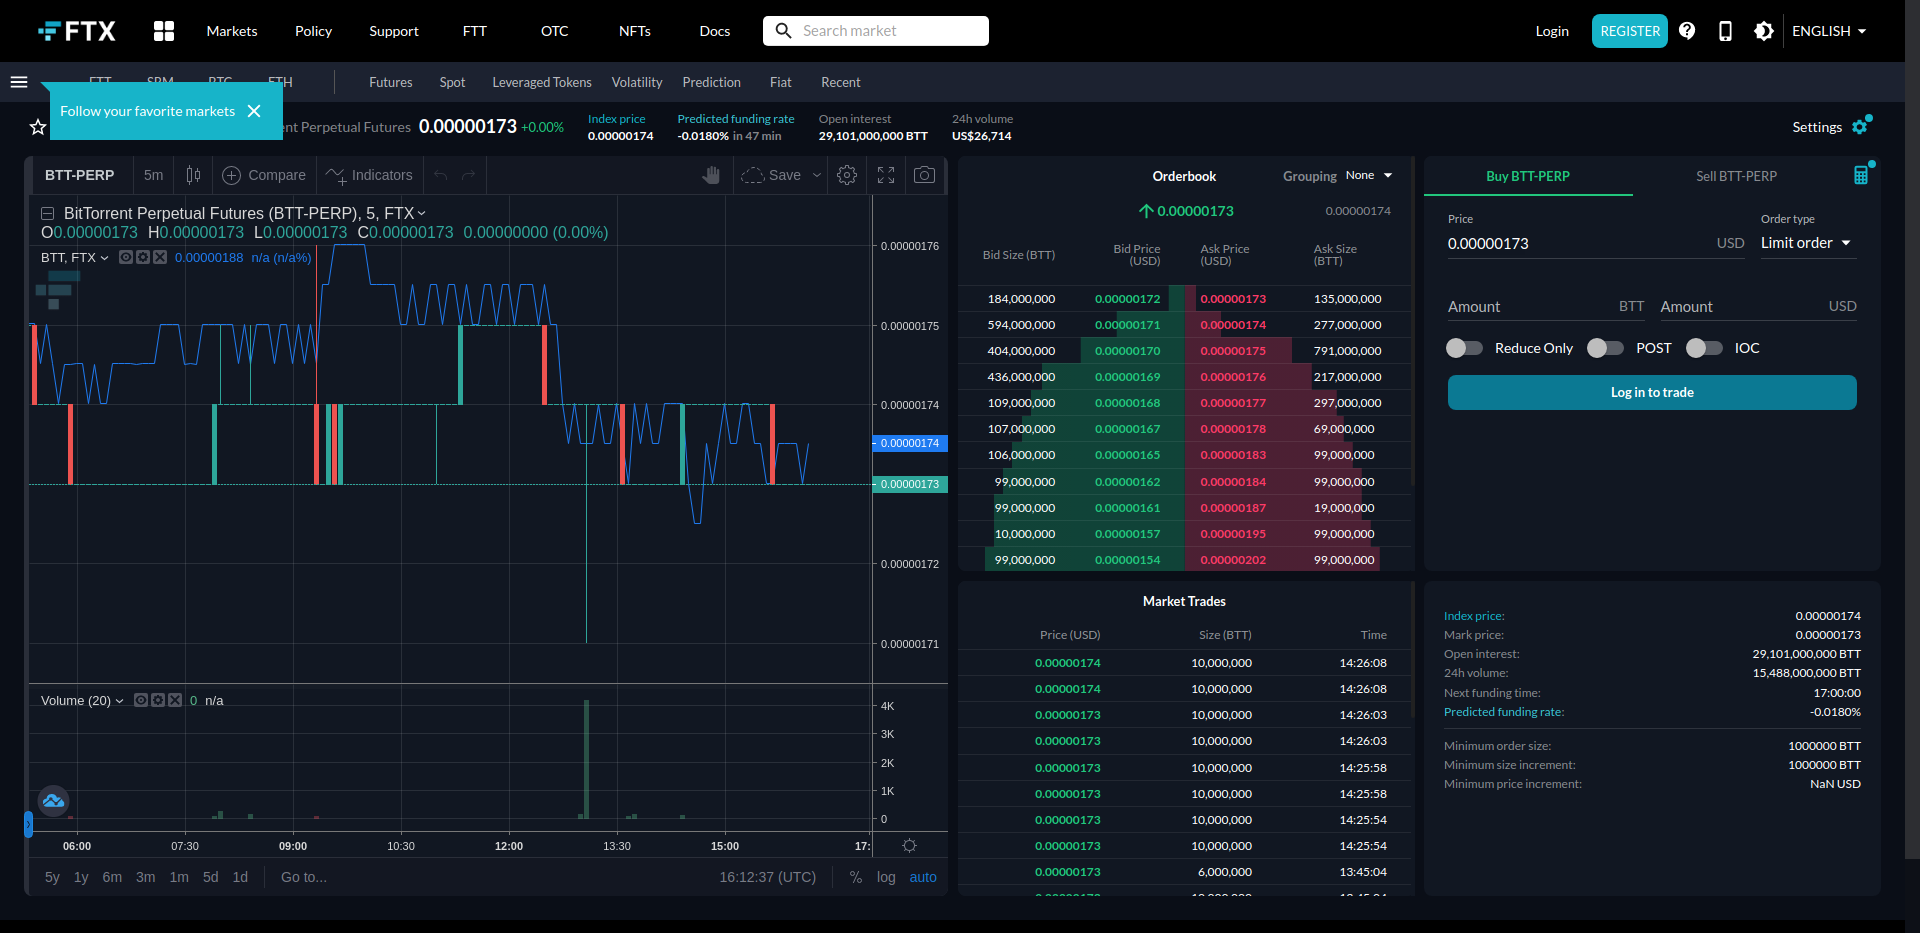 FTX
Markets
Policy
Support
FTT
OTC
NFTs
Docs
Search market
Login
REGISTER
ENGLISH
FTT SRM BTC ETH
Futures
Spot
Leveraged Tokens
Volatility
Prediction
Fiat
Recent
Follow your favorite markets
Perpetual Futures
0.00000173 +0.00%
Index price
0.00000174
Predicted funding rate
-0.0180% in 47 min
Open interest
29,101,000,000 BTT
24h volume
US$26,714
Settings
BTT-PERP
5m
Compare
Indicators
Save
BitTorrent Perpetual Futures (BTT-PERP), 5, FTX
O0.00000173 H0.00000173 L0.00000173 C0.00000173 0.00000000 (0.00%)
BTT, FTX
0.00000188 n/a (n/a%)
0.00000176
0.00000175
0.00000174
0.00000174
0.00000173
0.00000172
0.00000171
Volume (20)
0 n/a
4K
3K
2K
1K
0
06:00 07:30 09:00 10:30 12:00 13:30 15:00 17:
5y 1y 6m 3m 1m 5d 1d Go to...
16:12:37 (UTC) % log auto
Orderbook
Grouping None
0.00000173
0.00000174
Bid Size (BTT)
Bid Price (USD)
Ask Price (USD)
Ask Size (BTT)
184,000,000 0.00000172 0.00000173 135,000,000
594,000,000 0.00000171 0.00000174 277,000,000
404,000,000 0.00000170 0.00000175 791,000,000
436,000,000 0.00000169 0.00000176 217,000,000
109,000,000 0.00000168 0.00000177 297,000,000
107,000,000 0.00000167 0.00000178 69,000,000
106,000,000 0.00000165 0.00000183 99,000,000
99,000,000 0.00000162 0.00000184 99,000,000
99,000,000 0.00000161 0.00000187 19,000,000
10,000,000 0.00000157 0.00000195 99,000,000
99,000,000 0.00000154 0.00000202 99,000,000
Market Trades
Price (USD) Size (BTT) Time
0.00000174 10,000,000 14:26:08
0.00000174 10,000,000 14:26:08
0.00000173 10,000,000 14:26:03
0.00000173 10,000,000 14:26:03
0.00000173 10,000,000 14:25:58
0.00000173 10,000,000 14:25:58
0.00000173 10,000,000 14:25:54
0.00000173 10,000,000 14:25:54
0.00000173 6,000,000 13:45:04
Buy BTT-PERP
Sell BTT-PERP
Price
0.00000173 USD
Order type
Limit order
Amount BTT
Amount USD
Reduce Only
POST
IOC
Log in to trade
Index price: 0.00000174
Mark price: 0.00000173
Open interest: 29,101,000,000 BTT
24h volume: 15,488,000,000 BTT
Next funding time: 17:00:00
Predicted funding rate: -0.0180%
Minimum order size: 1000000 BTT
Minimum size increment: 1000000 BTT
Minimum price increment: NaN USD